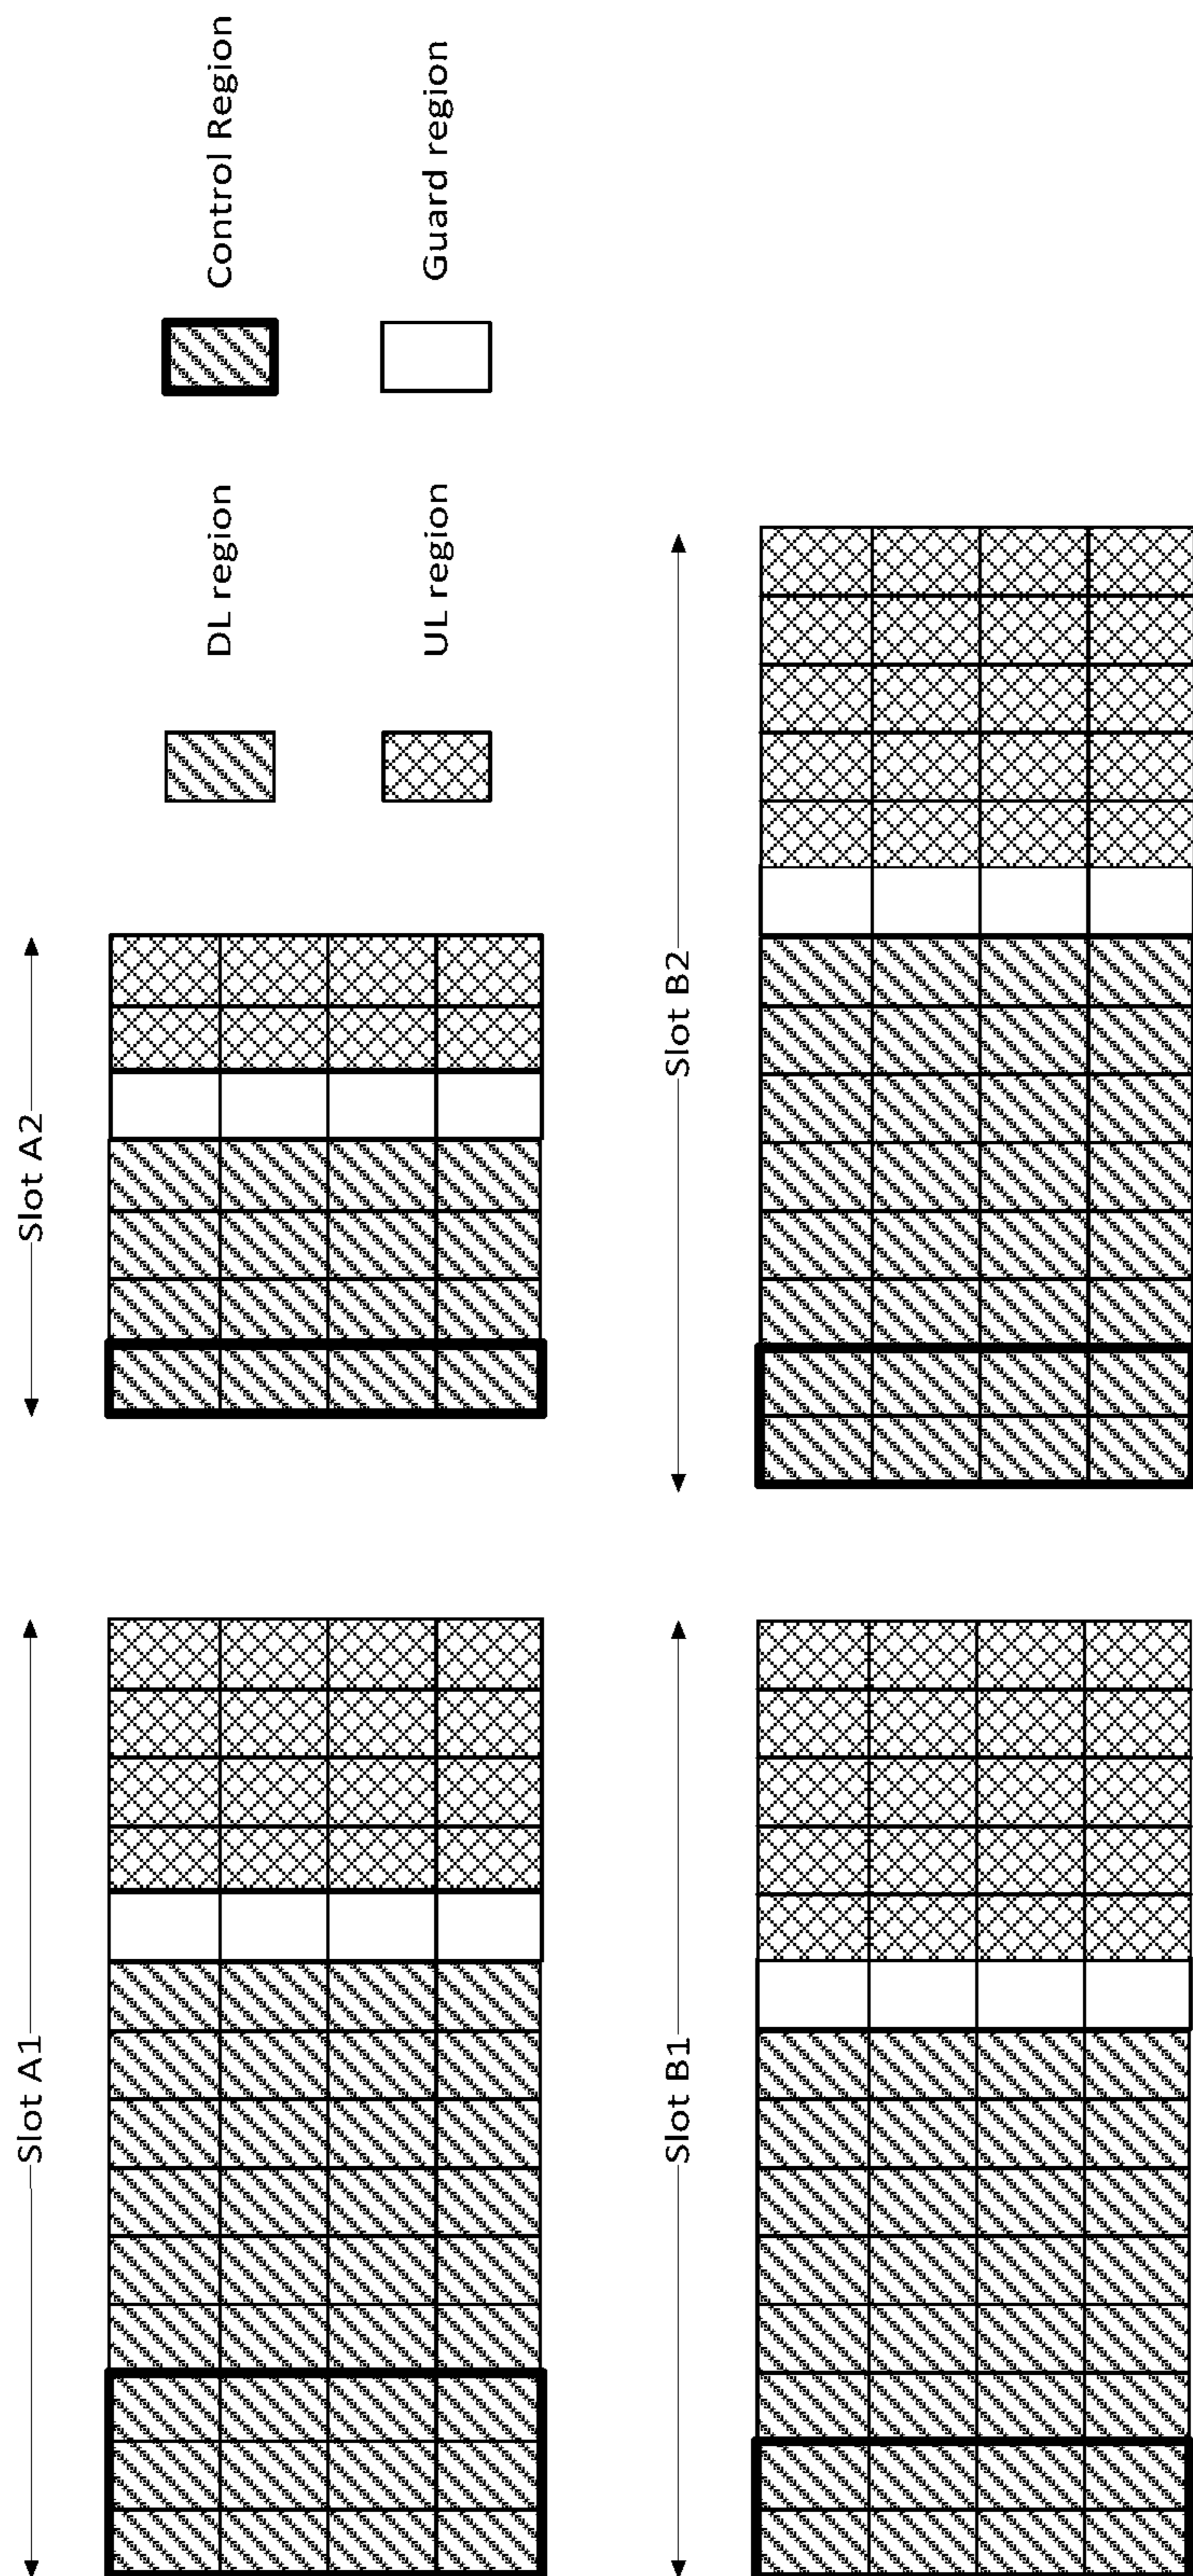 Slot A1
Slot A2
DL region
Control Region
UL region
Guard region
Slot B1
Slot B2